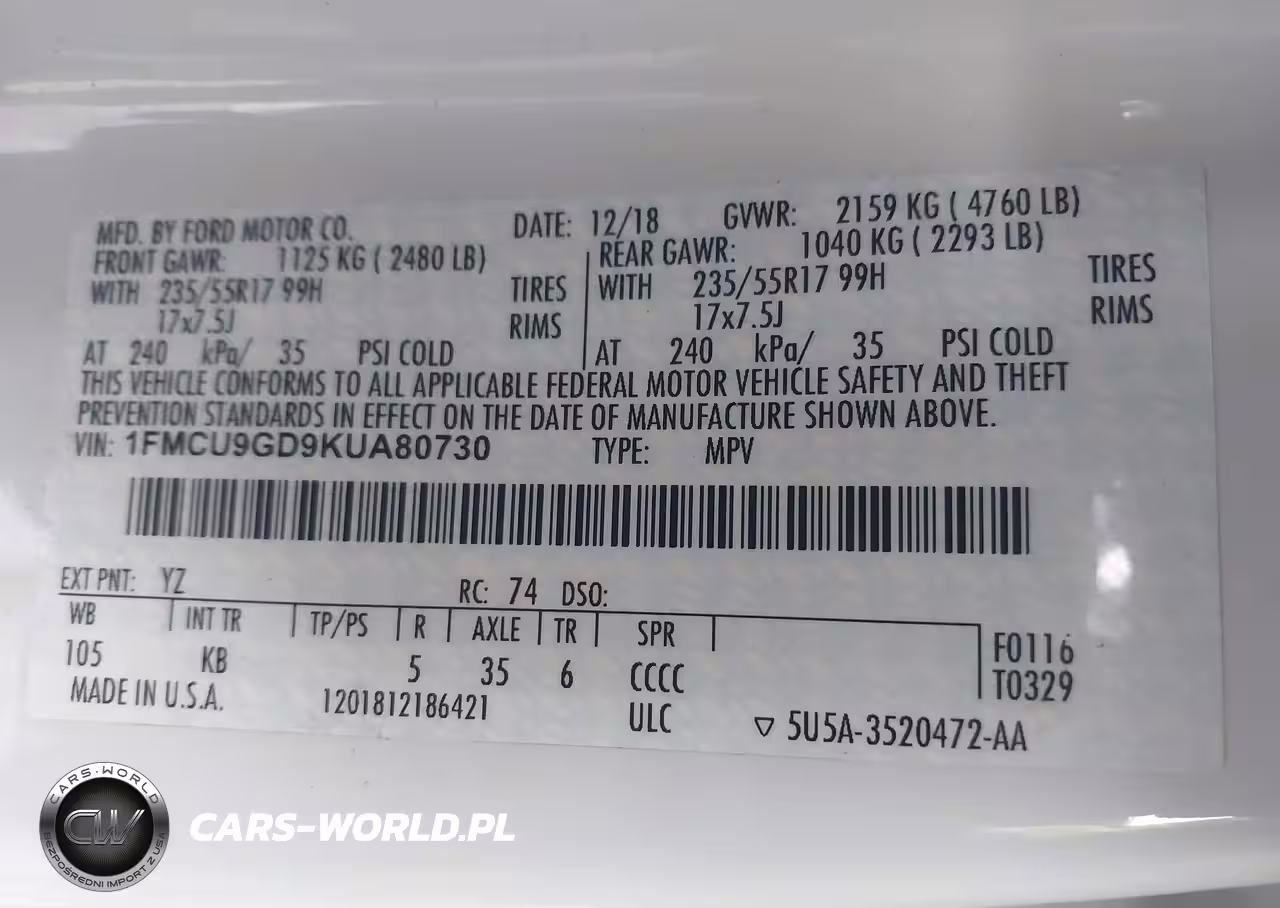 MFD. BY FORD MOTOR CO. DATE: 12/18 GVWR: 2159 KG ( 4760 LB)
FRONT GAWR: 1125 KG ( 2480 LB) REAR GAWR: 1040 KG ( 2293 LB)
WITH 235/55R17 99H TIRES WITH 235/55R17 99H TIRES
17x7.5J RIMS 17x7.5J RIMS
AT 240 kPa/ 35 PSI COLD AT 240 kPa/ 35 PSI COLD
THIS VEHICLE CONFORMS TO ALL APPLICABLE FEDERAL MOTOR VEHICLE SAFETY AND THEFT
PREVENTION STANDARDS IN EFFECT ON THE DATE OF MANUFACTURE SHOWN ABOVE.
VIN: 1FMCU9GD9KUA80730 TYPE: MPV
EXT PNT: YZ RC: 74 DSO:
WB INT TR TP/PS R AXLE TR SPR F0116
105 KB 5 35 6 CCCC T0329
MADE IN U.S.A. 1201812186421 ULC ▽ 5U5A-3520472-AA
CARS-WORLD
CW
BEZPOŚREDNI IMPORT Z USA
CARS-WORLD.PL